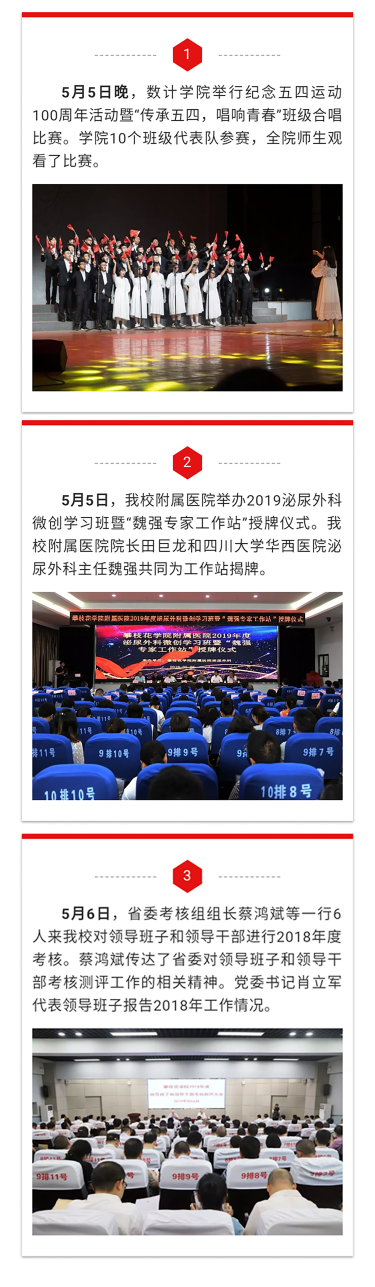 1
5月5日晚，数计学院举行纪念五四运动
100周年活动暨“传承五四，唱响青春”班级合唱
比赛。学院10个班级代表队参赛，全院师生观
看了比赛。
2
5月5日，我校附属医院举办2019泌尿外科
微创学习班暨“魏强专家工作站”授牌仪式。我
校附属医院院长田巨龙和四川大学华西医院泌
尿外科主任魏强共同为工作站揭牌。
攀枝花学院附属医院2019年度泌尿外科微创学习班暨“魏强专家工作站”授牌仪式
攀枝花学院附属医院2019年度
泌尿外科微创学习班暨“魏强
专家工作站”授牌仪式
排11号
9排10号
9排9号
8排
9排7号
10排10号
10排8号
3
5月6日，省委考核组组长蔡鸿斌等一行6
人来我校对领导班子和领导干部进行2018年度
考核。蔡鸿斌传达了省委对领导班子和领导干
部考核测评工作的相关精神。党委书记肖立军
代表领导班子报告2018年工作情况。
9排11号
9排9号
9排8号